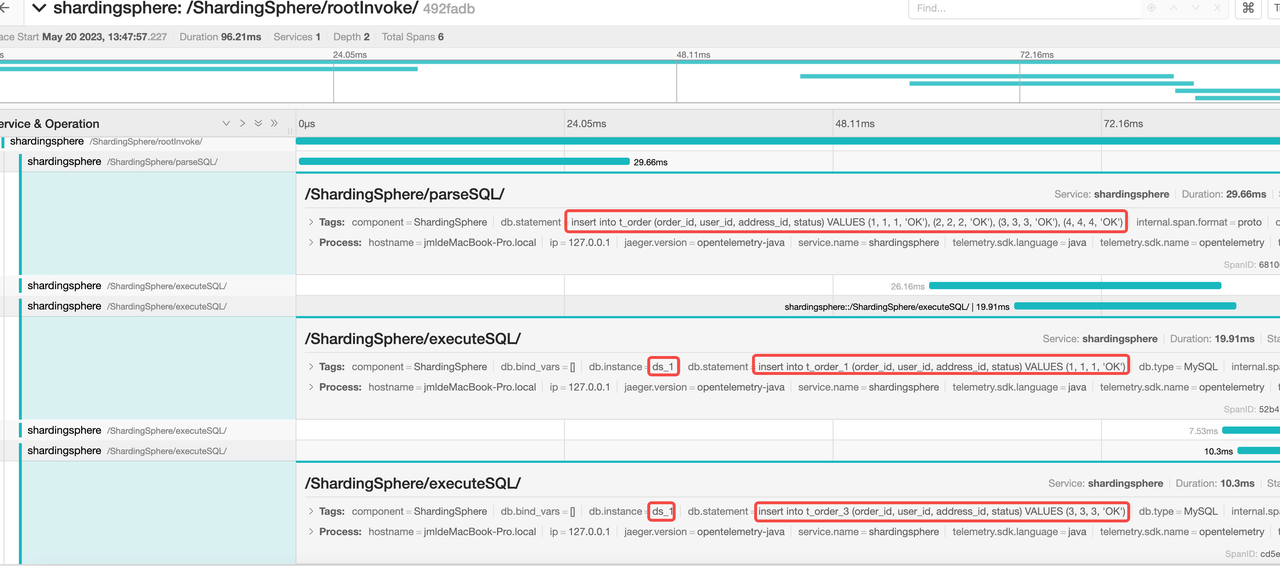 shardingsphere: /ShardingSphere/rootInvoke/ 492fadb Find... ⌘
ace Start May 20 2023, 13:47:57.227 Duration 96.21ms Services 1 Depth 2 Total Spans 6
24.05ms 48.11ms 72.16ms
ervice & Operation 0µs 24.05ms 48.11ms 72.16ms
shardingsphere /ShardingSphere/rootInvoke/
shardingsphere /ShardingSphere/parseSQL/ 29.66ms
/ShardingSphere/parseSQL/ Service: shardingsphere Duration: 29.66ms
Tags: component = ShardingSphere db.statement = insert into t_order (order_id, user_id, address_id, status) VALUES (1, 1, 1, 'OK'), (2, 2, 2, 'OK'), (3, 3, 3, 'OK'), (4, 4, 4, 'OK') internal.span.format = proto
Process: hostname = jmldeMacBook-Pro.local ip = 127.0.0.1 jaeger.version = opentelemetry-java service.name = shardingsphere telemetry.sdk.language = java telemetry.sdk.name = opentelemetry
SpanID: 6810
shardingsphere /ShardingSphere/executeSQL/ 26.16ms
shardingsphere /ShardingSphere/executeSQL/ shardingsphere::/ShardingSphere/executeSQL/ | 19.91ms
/ShardingSphere/executeSQL/ Service: shardingsphere Duration: 19.91ms Sta
Tags: component = ShardingSphere db.bind_vars = [] db.instance = ds_1 db.statement = insert into t_order_1 (order_id, user_id, address_id, status) VALUES (1, 1, 1, 'OK') db.type = MySQL internal.sp
Process: hostname = jmldeMacBook-Pro.local ip = 127.0.0.1 jaeger.version = opentelemetry-java service.name = shardingsphere telemetry.sdk.language = java telemetry.sdk.name = opentelemetry
SpanID: 52b4
shardingsphere /ShardingSphere/executeSQL/ 7.53ms
shardingsphere /ShardingSphere/executeSQL/ 10.3ms
/ShardingSphere/executeSQL/ Service: shardingsphere Duration: 10.3ms Sta
Tags: component = ShardingSphere db.bind_vars = [] db.instance = ds_1 db.statement = insert into t_order_3 (order_id, user_id, address_id, status) VALUES (3, 3, 3, 'OK') db.type = MySQL internal.spa
Process: hostname = jmldeMacBook-Pro.local ip = 127.0.0.1 jaeger.version = opentelemetry-java service.name = shardingsphere telemetry.sdk.language = java telemetry.sdk.name = opentelemetry
SpanID: cd5e